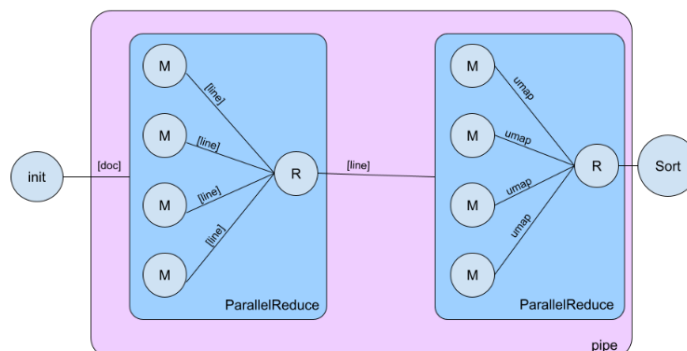 M
[line]
M
[line]
[doc]
init
R
[line]
M
[line]
M
[line]
ParallelReduce
M
umap
M
umap
R
Sort
umap
M
umap
M
ParallelReduce
pipe